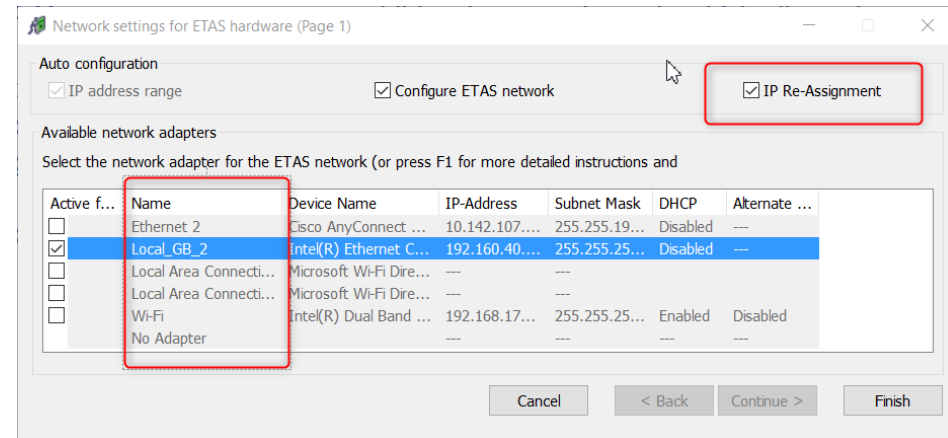 Network settings for ETAS hardware (Page 1)
Auto configuration
IP address range Configure ETAS network IP Re-Assignment
Available network adapters
Select the network adapter for the ETAS network (or press F1 for more detailed instructions and
Active f... Name Device Name IP-Address Subnet Mask DHCP Alternate ...
Ethernet 2 Cisco AnyConnect ... 10.142.107.... 255.255.19... Disabled ---
Local_GB_2 Intel(R) Ethernet C... 192.160.40.... 255.255.25... Disabled ---
Local Area Connecti... Microsoft Wi-Fi Dire... --- ---
Local Area Connecti... Microsoft Wi-Fi Dire... --- ---
Wi-Fi Intel(R) Dual Band ... 192.168.17.... 255.255.25... Enabled Disabled
No Adapter --- --- --- ---
Cancel < Back Continue > Finish